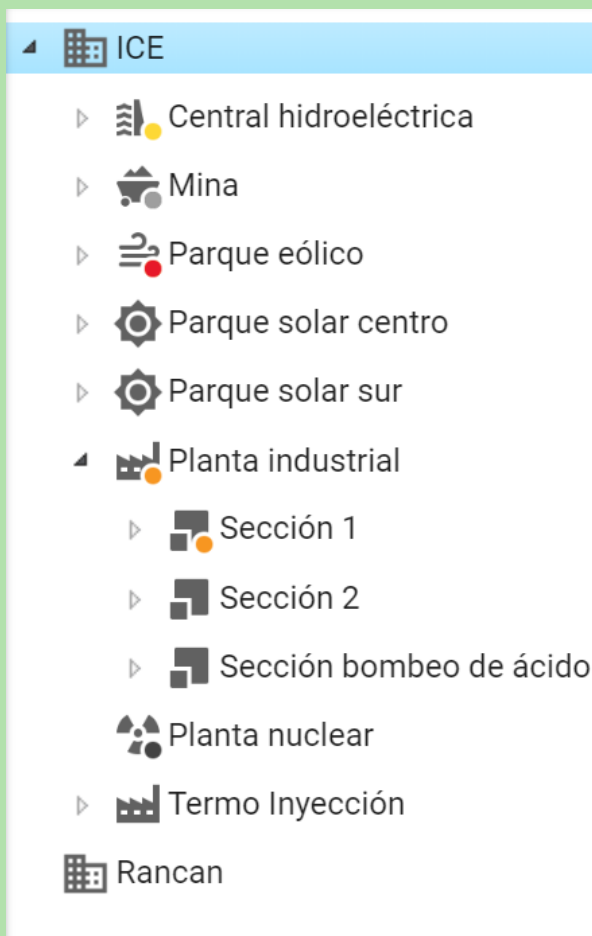 ICE
Central hidroeléctrica
Mina
Parque eólico
Parque solar centro
Parque solar sur
Planta industrial
Sección 1
Sección 2
Sección bombeo de ácido
Planta nuclear
Termo Inyección
Rancan